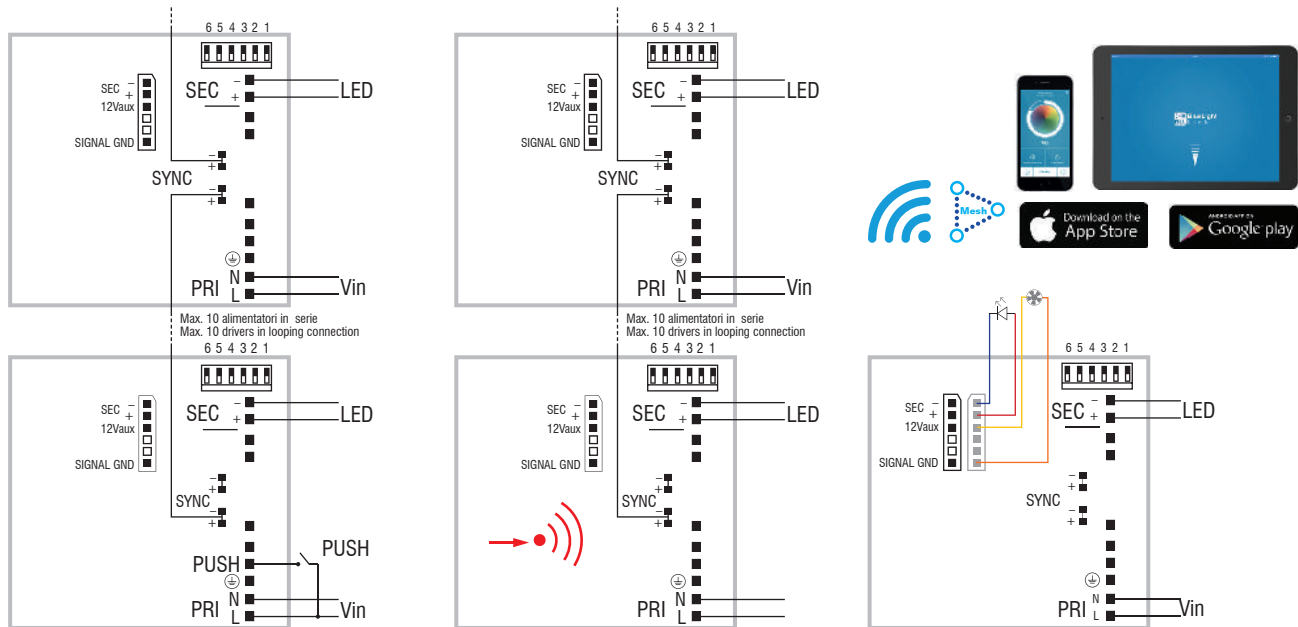 6 5 4 3 2 1
SEC -
+
12Vaux
SIGNAL GND
SEC -
+
LED
-
+
SYNC
-
+
N
PRI L
Vin
Max. 10 alimentatori in serie
Max. 10 drivers in looping connection
6 5 4 3 2 1
SEC -
+
12Vaux
SIGNAL GND
SEC -
+
LED
-
+
SYNC
-
+
PUSH
PUSH
N
PRI L
Vin
6 5 4 3 2 1
SEC -
+
12Vaux
SIGNAL GND
SEC -
+
LED
-
+
SYNC
-
+
N
PRI L
Vin
Max. 10 alimentatori in serie
Max. 10 drivers in looping connection
6 5 4 3 2 1
SEC -
+
12Vaux
SIGNAL GND
SEC -
+
LED
-
+
SYNC
-
+
N
PRI L
Mesh
Download on the
App Store
ANDROID APP ON
Google play
6 5 4 3 2 1
SEC -
+
12Vaux
SIGNAL GND
SEC -
+
LED
-
+
SYNC
-
+
N
PRI L
Vin